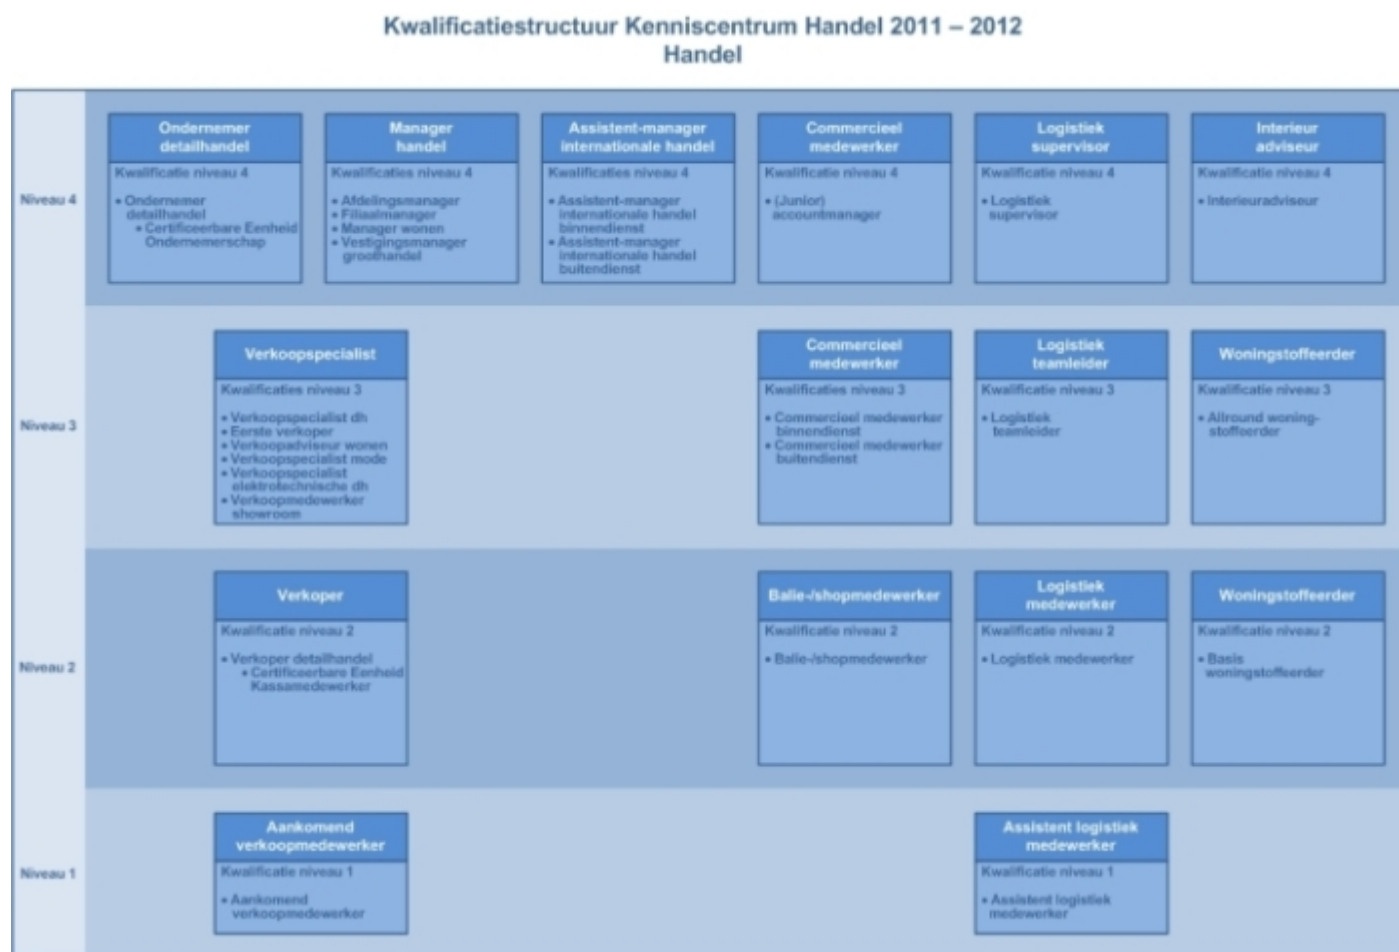 Kwalificatiestructuur Kenniscentrum Handel 2011 – 2012
Handel
Niveau 4
Ondernemer
detailhandel
Kwalificatie niveau 4
• Ondernemer
detailhandel
• Certificeerbare Eenheid
Ondernemerschap
Manager
handel
Kwalificaties niveau 4
• Afdelingsmanager
• Filiaalmanager
• Manager wonen
• Vestigingsmanager
groothandel
Assistent-manager
internationale handel
Kwalificaties niveau 4
• Assistent-manager
internationale handel
binnendienst
• Assistent-manager
internationale handel
buitendienst
Commercieel
medewerker
Kwalificatie niveau 4
• (Junior)
accountmanager
Logistiek
supervisor
Kwalificatie niveau 4
• Logistiek
supervisor
Interieur
adviseur
Kwalificatie niveau 4
• Interieuradviseur
Niveau 3
Verkoopspecialist
Kwalificaties niveau 3
• Verkoopspecialist dh
• Eerste verkoper
• Verkoopadviseur wonen
• Verkoopspecialist mode
• Verkoopspecialist
elektrotechnische dh
• Verkoopmedewerker
showroom
Commercieel
medewerker
Kwalificaties niveau 3
• Commercieel medewerker
binnendienst
• Commercieel medewerker
buitendienst
Logistiek
teamleider
Kwalificatie niveau 3
• Logistiek
teamleider
Woningstoffeerder
Kwalificatie niveau 3
• Allround woning-
stoffeerder
Niveau 2
Verkoper
Kwalificatie niveau 2
• Verkoper detailhandel
• Certificeerbare Eenheid
Kassamedewerker
Balie-/shopmedewerker
Kwalificatie niveau 2
• Balie-/shopmedewerker
Logistiek
medewerker
Kwalificatie niveau 2
• Logistiek medewerker
Woningstoffeerder
Kwalificatie niveau 2
• Basis
woningstoffeerder
Niveau 1
Aankomend
verkoopmedewerker
Kwalificatie niveau 1
• Aankomend
verkoopmedewerker
Assistent logistiek
medewerker
Kwalificatie niveau 1
• Assistent logistiek
medewerker